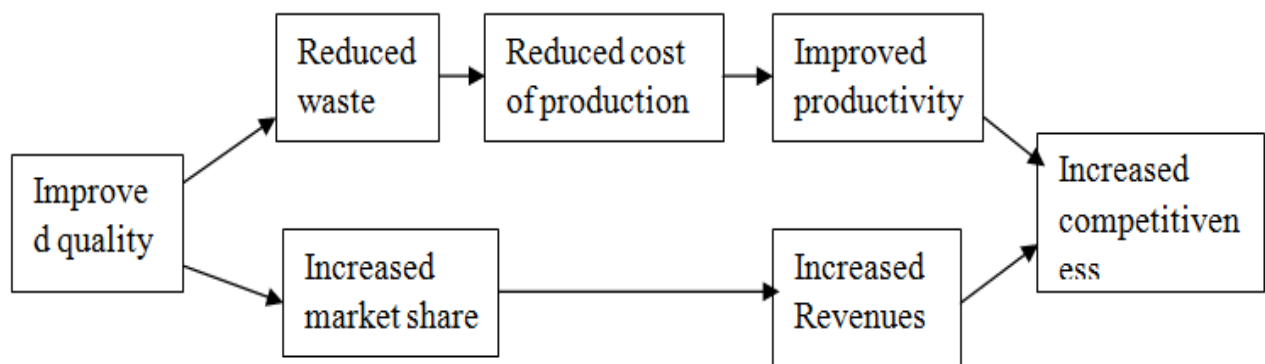 Reduced
waste
Reduced cost
of production
Improved
productivity
Improve
d quality
Increased
competitiven
ess
Increased
market share
Increased
Revenues